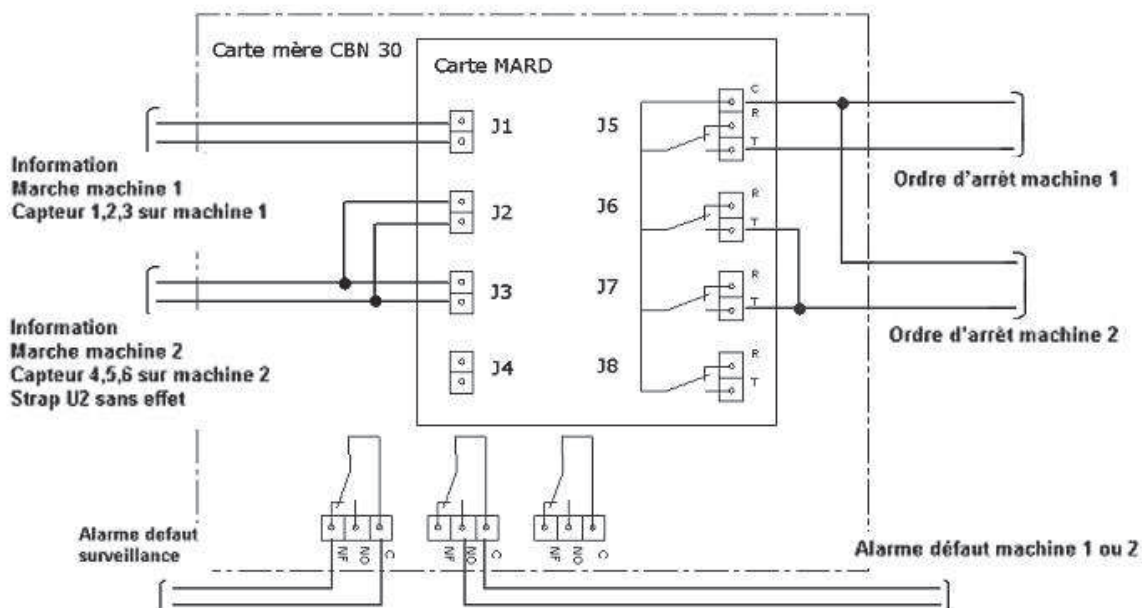 Carte mère CBN 30
Carte MARD
J1
J2
J3
J4
J5
J6
J7
J8
C
R
T
R
T
R
T
R
T
Information
Marche machine 1
Capteur 1,2,3 sur machine 1
Information
Marche machine 2
Capteur 4,5,6 sur machine 2
Strap U2 sans effet
Ordre d'arrèt machine 1
Ordre d'arrèt machine 2
NF
NO
C
NF
NO
C
NF
NO
C
Alarme defaut
surveillance
Alarme défaut machine 1 ou 2